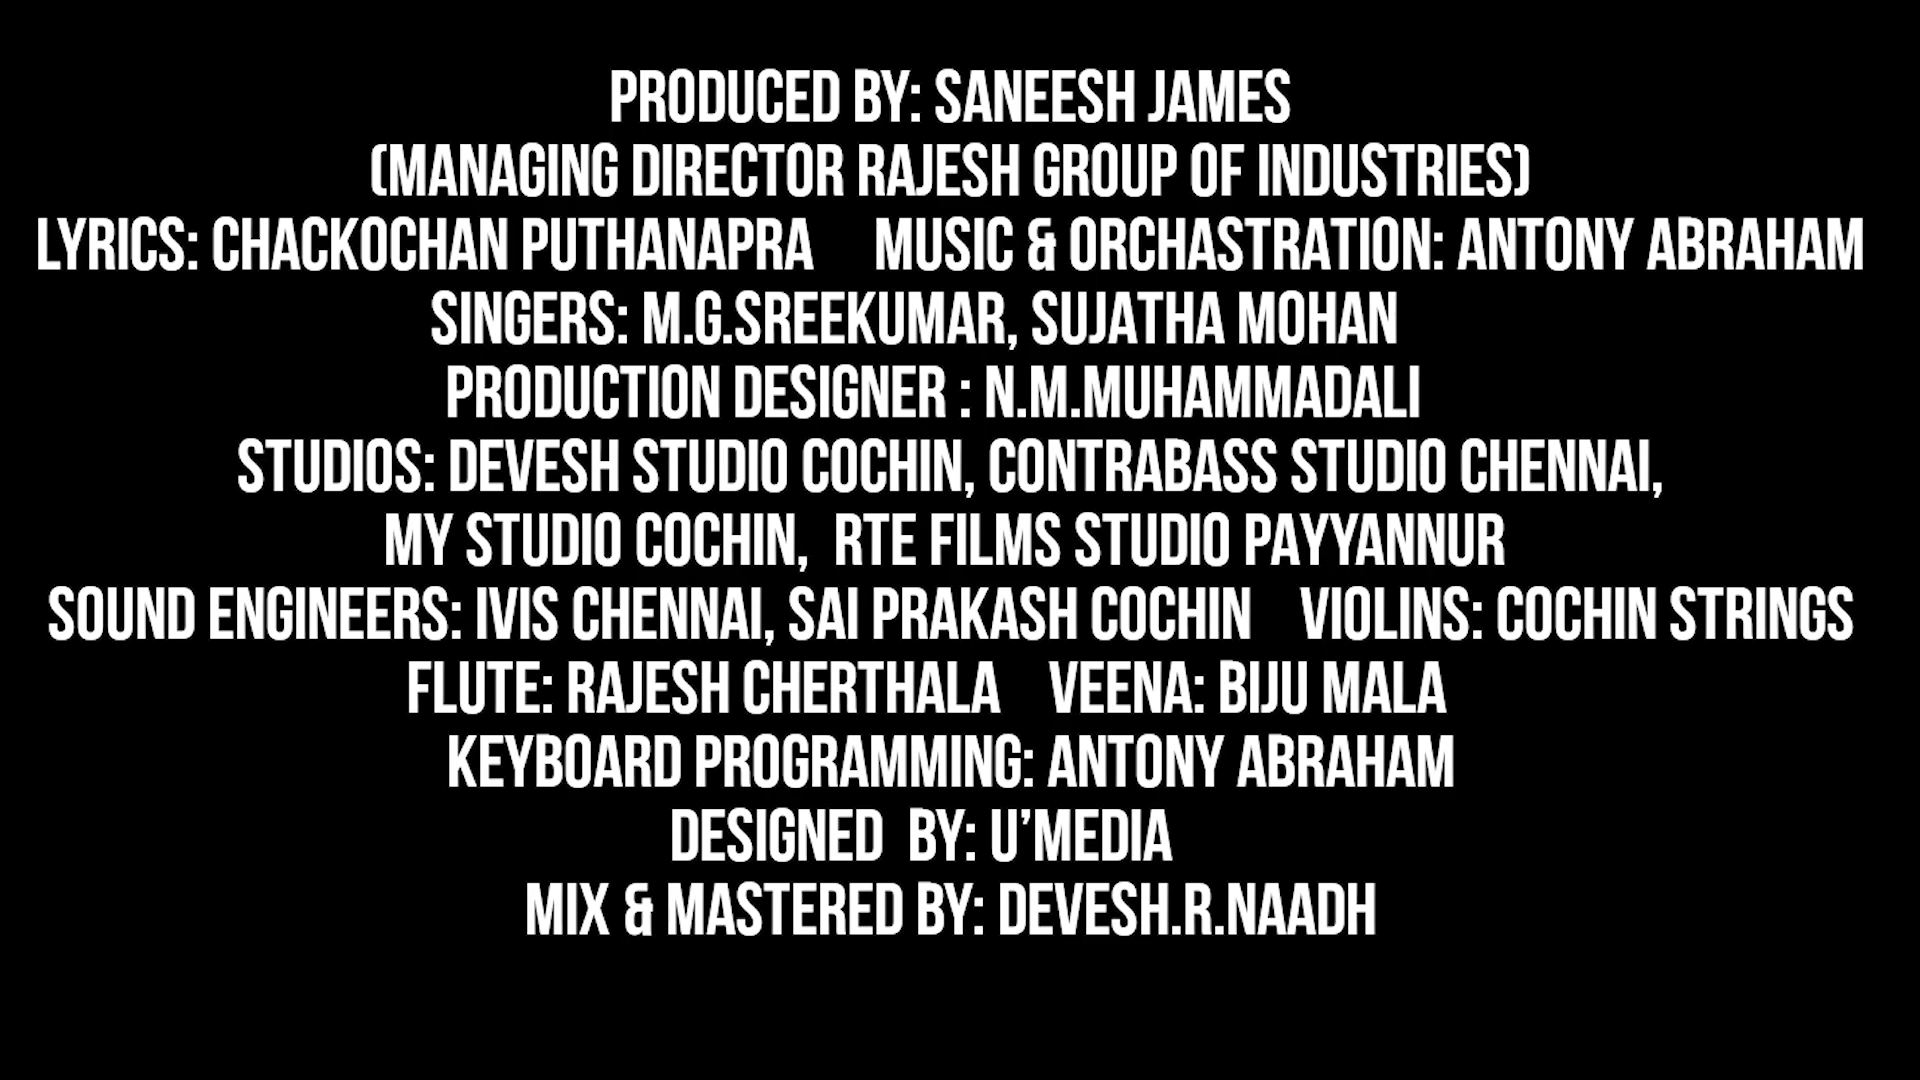 PRODUCED BY: SANEESH JAMES
(MANAGING DIRECTOR RAJESH GROUP OF INDUSTRIES)
LYRICS: CHACKOCHAN PUTHANAPRA MUSIC & ORCHASTRATION: ANTONY ABRAHAM
SINGERS: M.G.SREEKUMAR, SUJATHA MOHAN
PRODUCTION DESIGNER : N.M.MUHAMMADALI
STUDIOS: DEVESH STUDIO COCHIN, CONTRABASS STUDIO CHENNAI,
MY STUDIO COCHIN, RTE FILMS STUDIO PAYYANNUR
SOUND ENGINEERS: IVIS CHENNAI, SAI PRAKASH COCHIN VIOLINS: COCHIN STRINGS
FLUTE: RAJESH CHERTHALA VEENA: BIJU MALA
KEYBOARD PROGRAMMING: ANTONY ABRAHAM
DESIGNED BY: U’MEDIA
MIX & MASTERED BY: DEVESH.R.NAADH